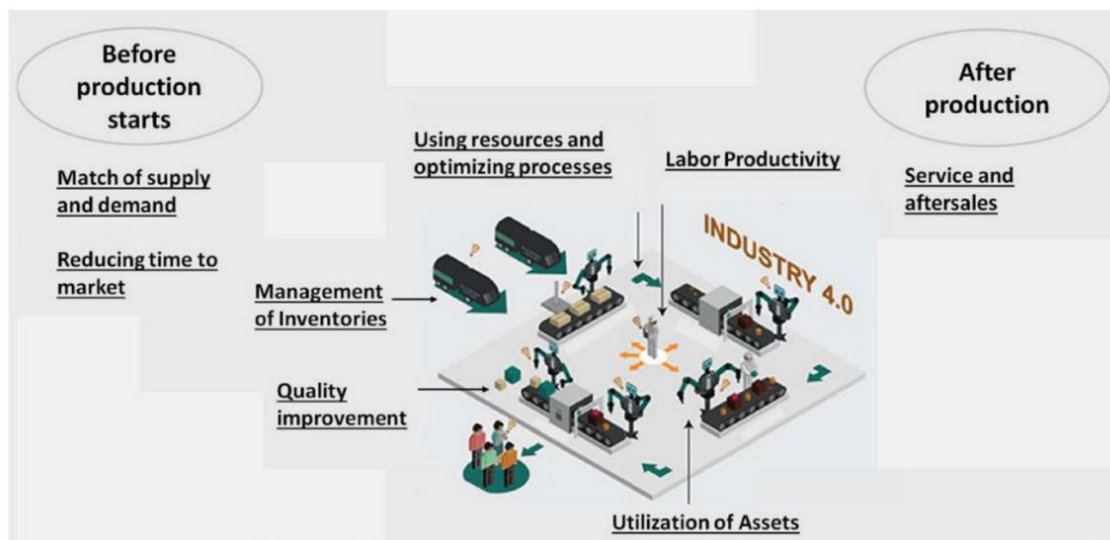 Before
production
starts
After
production
Match of supply
and demand
Reducing time to
market
Using resources and
optimizing processes
Labor Productivity
Service and
aftersales
INDUSTRY 4.0
Management
of Inventories
Quality
improvement
Utilization of Assets